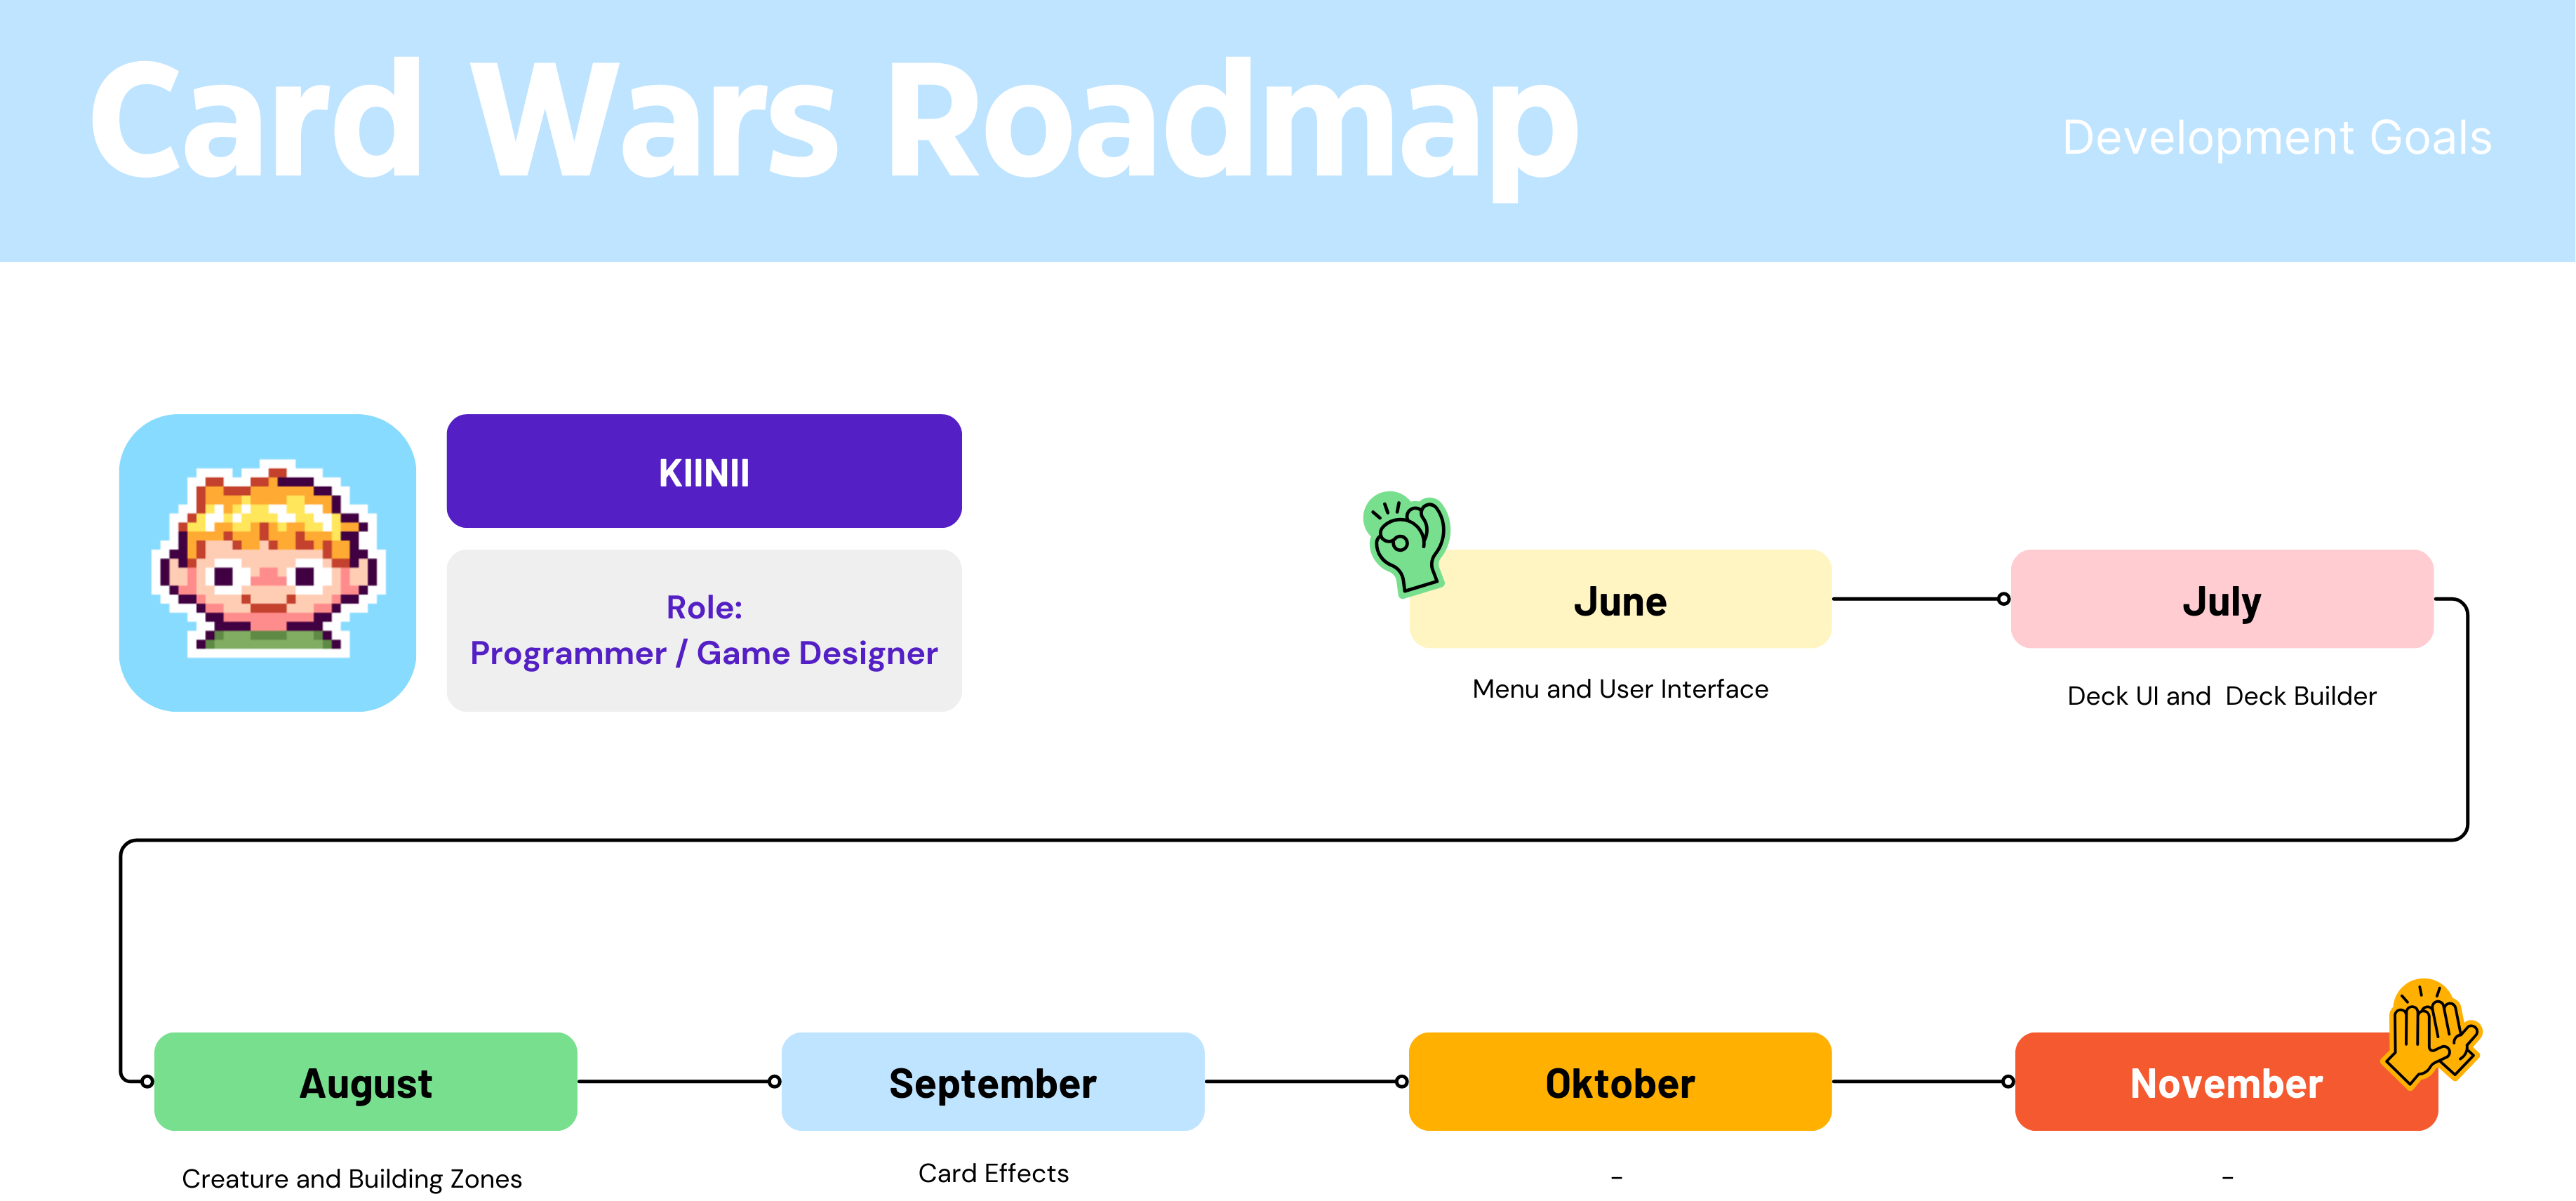 Card Wars Roadmap
Development Goals
KIINII
Role:
Programmer / Game Designer
June
Menu and User Interface
July
Deck UI and  Deck Builder
August
Creature and Building Zones
September
Card Effects
Oktober
-
November
-